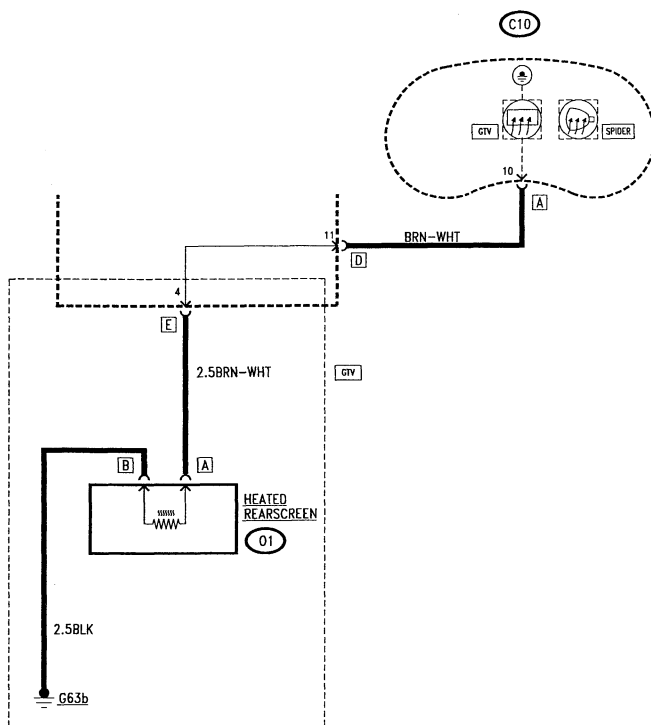 C10
GTV
SPIDER
10
A
11
BRN-WHT
D
4
E
2.5BRN-WHT
GTV
B
A
HEATED
REARSCREEN
O1
2.5BLK
G63b